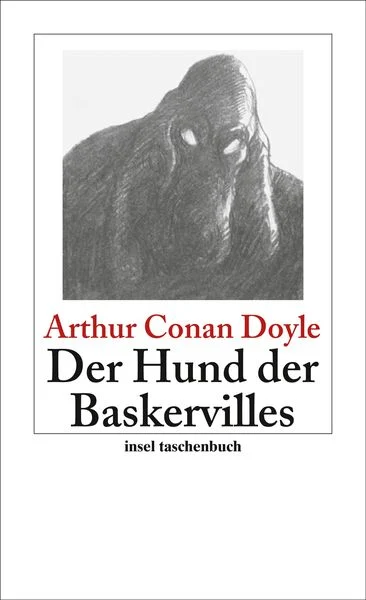 Arthur Conan Doyle
Der Hund der
Baskervilles
insel taschenbuch